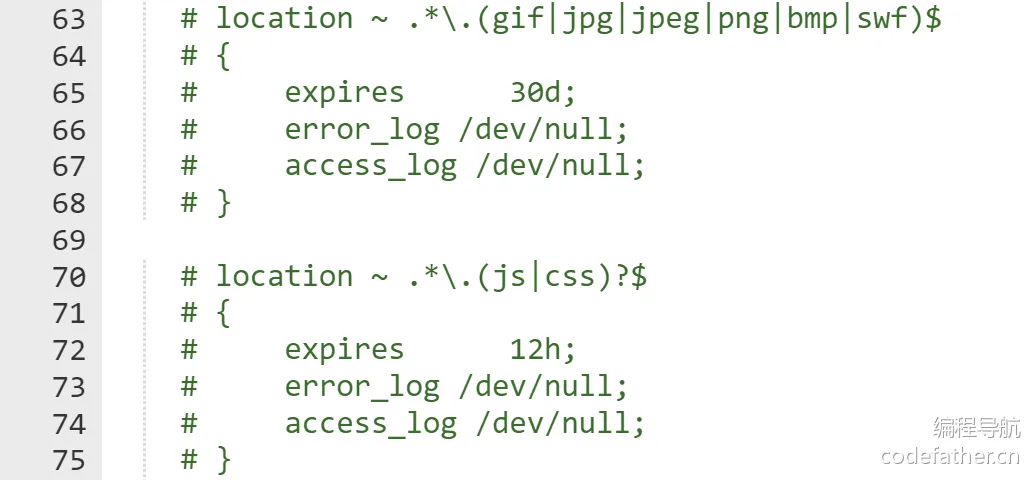 63 # location ~ .*\.(gif|jpg|jpeg|png|bmp|swf)$
64 # {
65 #     expires      30d;
66 #     error_log /dev/null;
67 #     access_log /dev/null;
68 # }
69
70 # location ~ .*\.(js|css)?$
71 # {
72 #     expires      12h;
73 #     error_log /dev/null;
74 #     access_log /dev/null;
75 # }
编程导航
codefather.cn